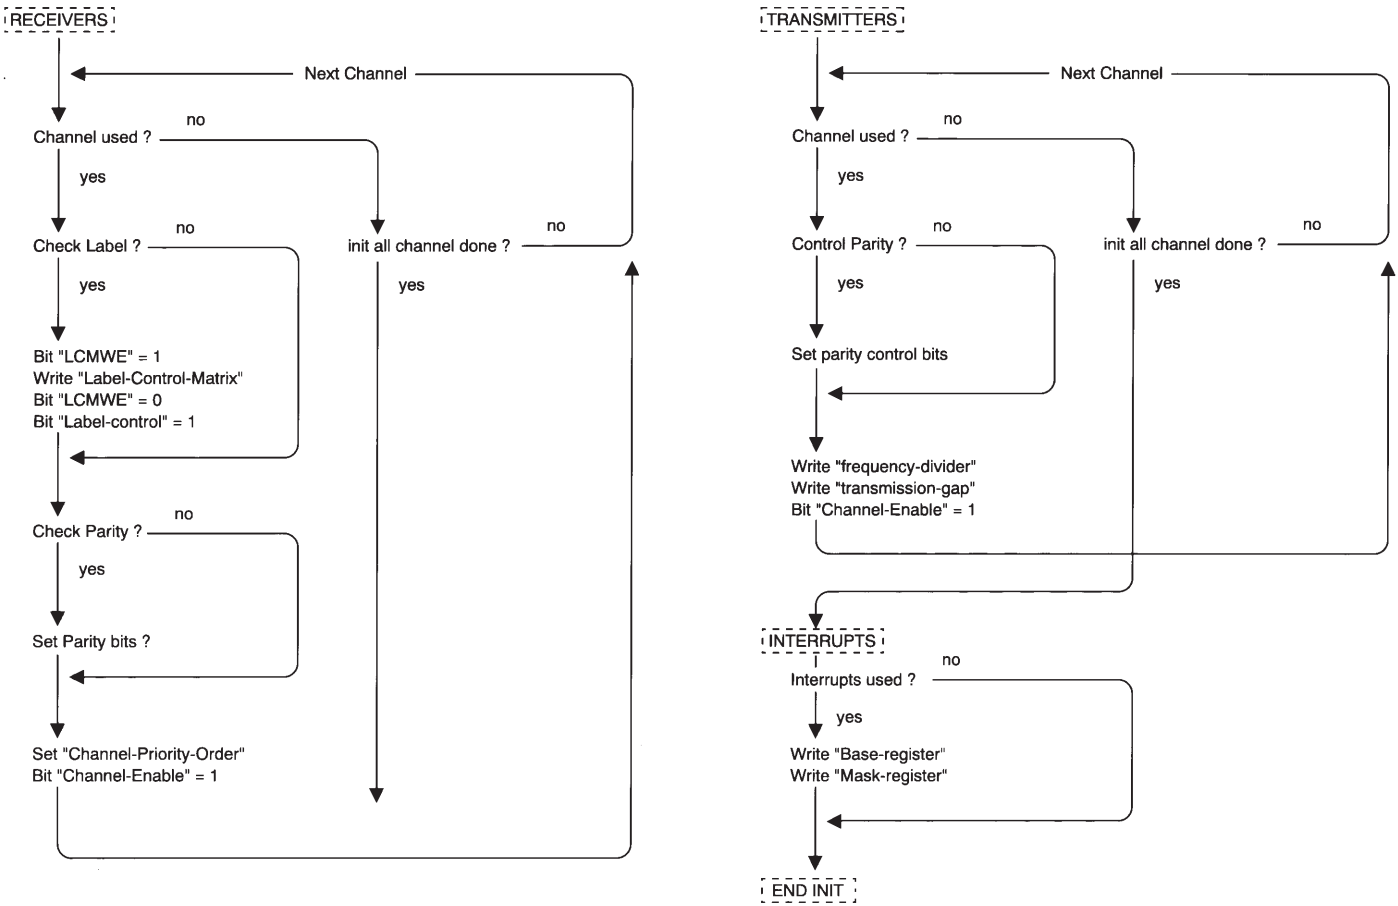 RECEIVERS
Next Channel
no
Channel used ?
yes
no
Check Label ?
init all channel done ?
no
yes
yes
Bit "LCMWE" = 1
Write "Label-Control-Matrix"
Bit "LCMWE" = 0
Bit "Label-control" = 1
no
Check Parity ?
yes
Set Parity bits ?
Set "Channel-Priority-Order"
Bit "Channel-Enable" = 1
TRANSMITTERS
Next Channel
no
Channel used ?
yes
no
Control Parity ?
init all channel done ?
no
yes
yes
Set parity control bits
Write "frequency-divider"
Write "transmission-gap"
Bit "Channel-Enable" = 1
INTERRUPTS
no
Interrupts used ?
yes
Write "Base-register"
Write "Mask-register"
END INIT